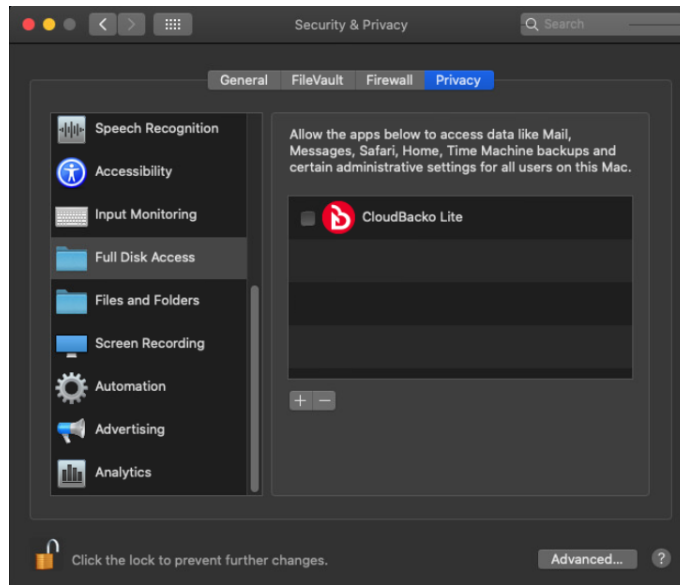 Security & Privacy
Search
General
FileVault
Firewall
Privacy
Speech Recognition
Accessibility
Input Monitoring
Full Disk Access
Files and Folders
Screen Recording
Automation
Advertising
Analytics
Allow the apps below to access data like Mail,
Messages, Safari, Home, Time Machine backups and
certain administrative settings for all users on this Mac.
CloudBacko Lite
Click the lock to prevent further changes.
Advanced...
?